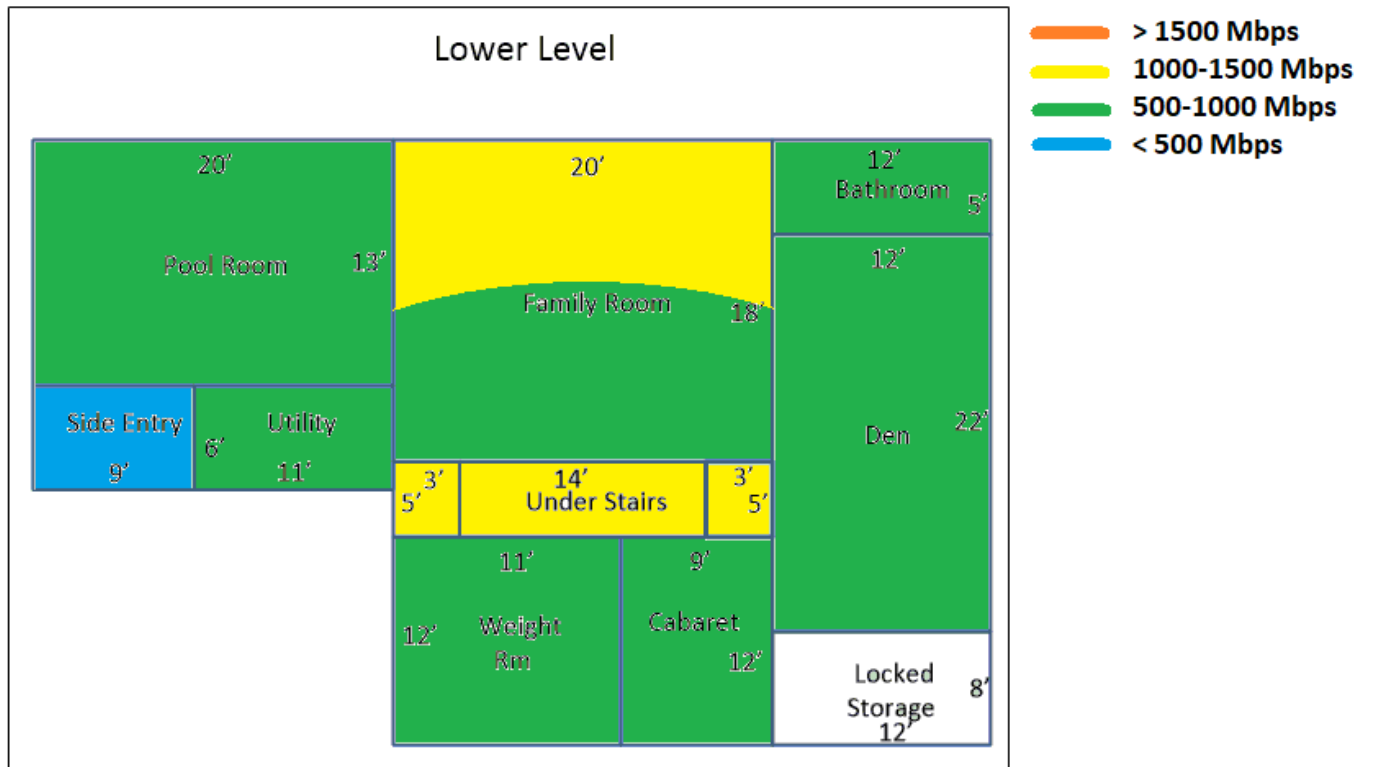 Lower Level
> 1500 Mbps
1000-1500 Mbps
500-1000 Mbps
< 500 Mbps
20’
Pool Room
13’
20’
Family Room
18’
12’
Bathroom
5’
12’
Den
22’
Side Entry
9’
6’
Utility
11’
3’
5’
14’
Under Stairs
3’
5’
11’
12’
Weight
Rm
9’
Cabaret
12’
Locked
Storage
8’
12’